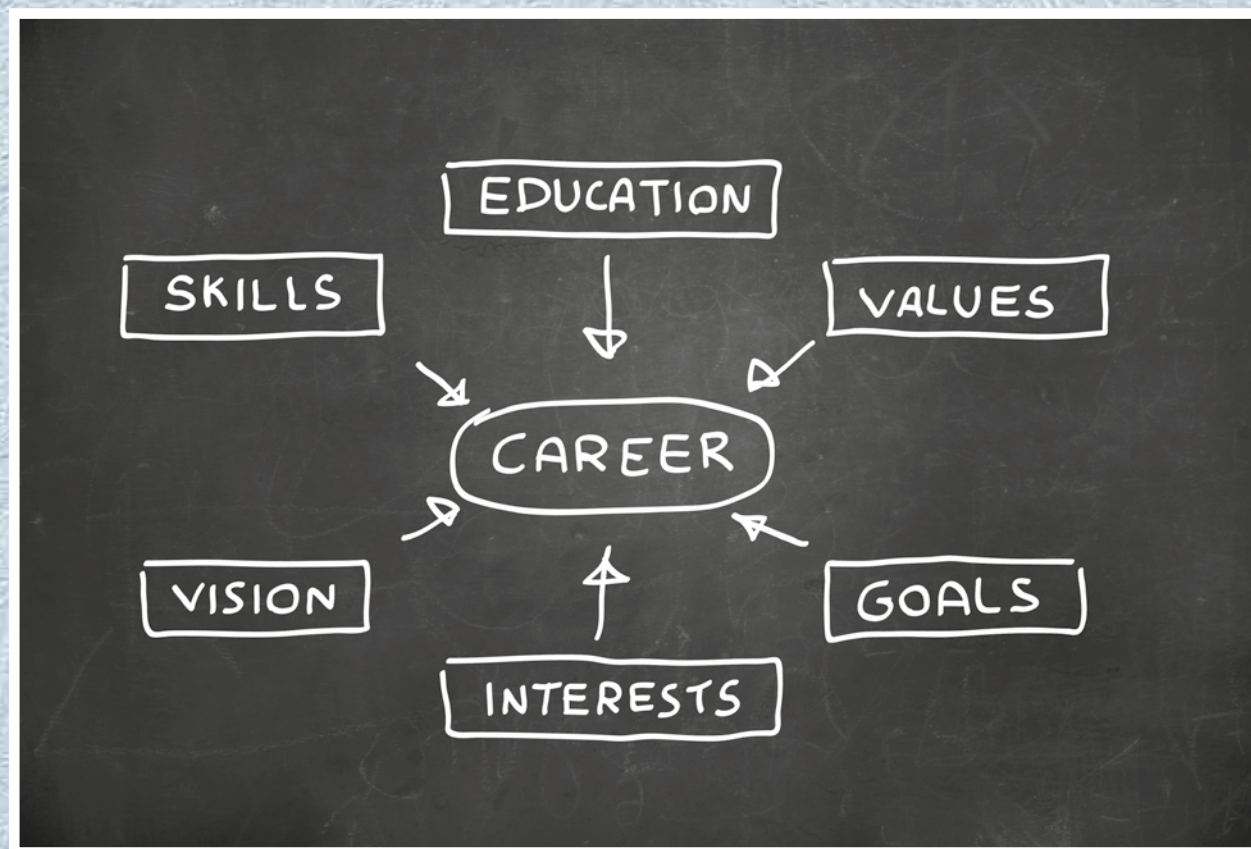 EDUCATION
SKILLS
VALUES
CAREER
VISION
GOALS
INTERESTS